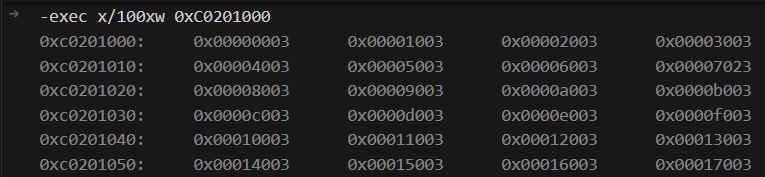 → -exec x/100xw 0xC0201000
0xc0201000: 0x00000003 0x00001003 0x00002003 0x00003003
0xc0201010: 0x00004003 0x00005003 0x00006003 0x00007023
0xc0201020: 0x00008003 0x00009003 0x0000a003 0x0000b003
0xc0201030: 0x0000c003 0x0000d003 0x0000e003 0x0000f003
0xc0201040: 0x00010003 0x00011003 0x00012003 0x00013003
0xc0201050: 0x00014003 0x00015003 0x00016003 0x00017003